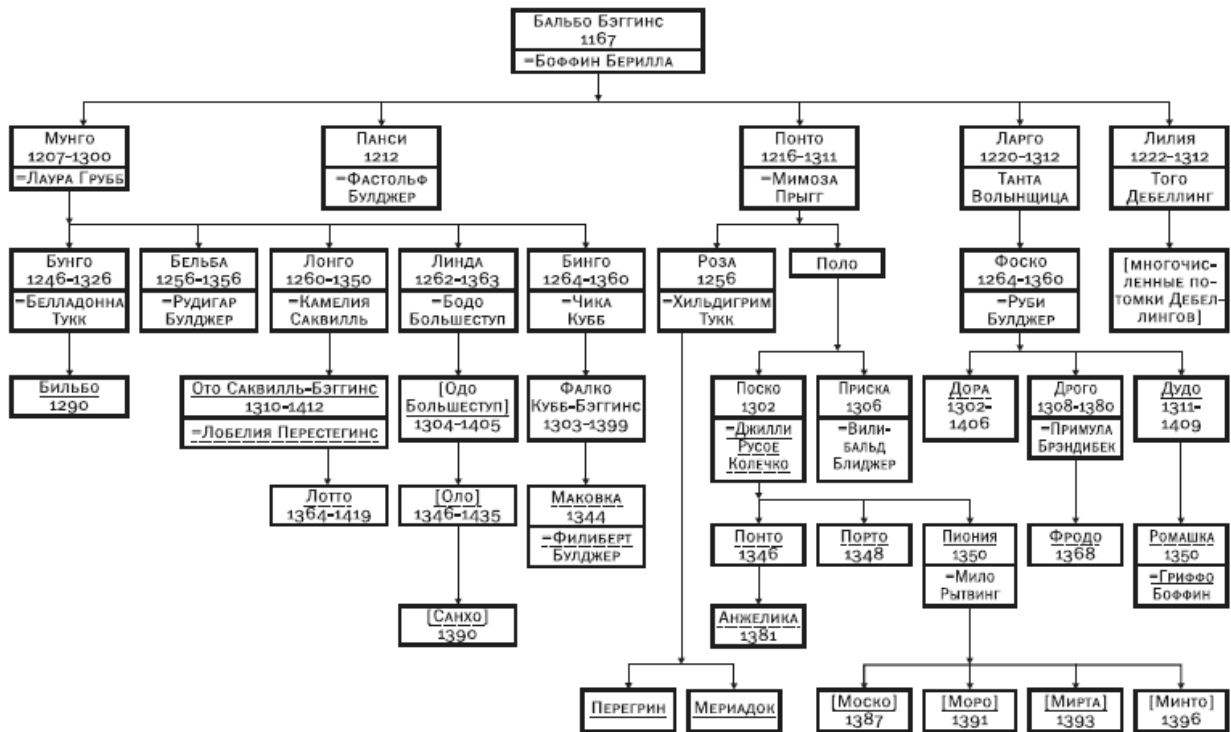 Бальбо Бэггинс
1167
=Боффин Берилла
Мунго
1207-1300
=Лаура Грубб
Панси
1212
=Фастольф
Булджер
Понто
1216-1311
=Мимоза
Прыгг
Ларго
1220-1312
Танта
Волынщица
Лилия
1222-1312
Того
Дебеллинг
Бунго
1246-1326
=Белладонна
Тукк
Бельба
1256-1356
=Рудигар
Булджер
Лонго
1260-1350
=Камелия
Саквилль
Линда
1262-1363
=Бодо
Большеступ
Бинго
1264-1360
=Чика
Кубб
Роза
1256
=Хильдигрим
Тукк
Поло
Фоско
1264-1360
=Руби
Булджер
[многочис-
ленные по-
томки Дебел-
лингов]
Бильбо
1290
Ото Саквилль-Бэггинс
1310-1412
=Лобелия Перестегинс
[Одо
Большеступ]
1304-1405
Фалко
Кубб-Бэггинс
1303-1399
Поско
1302
=Джилли
Русое
Колечко
Приска
1306
=Вили-
бальд
Блиджер
Дора
1302-
1406
Дрого
1308-1380
=Примула
Брэндибек
Дудо
1311-
1409
Лотто
1364-1419
[Оло]
1346-1435
Маковка
1344
=Филиберт
Булджер
Понто
1346
Порто
1348
Пиония
1350
=Мило
Рытвинг
Фродо
1368
Ромашка
1350
=Гриффо
Боффин
[Санхо]
1390
Анжелика
1381
Перегрин
Мериадок
[Моско]
1387
[Моро]
1391
[Мирта]
1393
[Минто]
1396